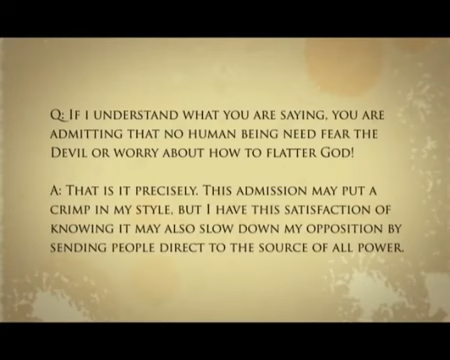 Q: If I understand what you are saying, you are
admitting that no human being need fear the
Devil or worry about how to flatter God!
A: That is it precisely. This admission may put a
crimp in my style, but I have this satisfaction of
knowing it may also slow down my opposition by
sending people direct to the source of all power.